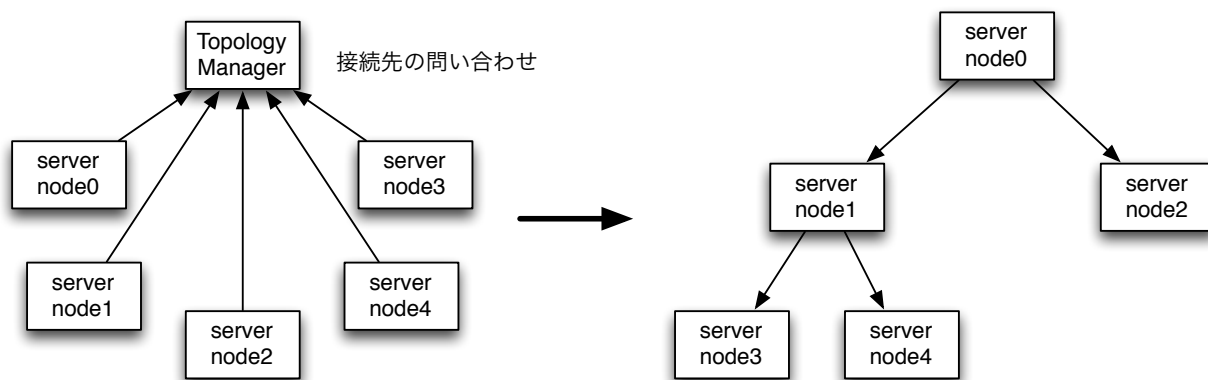 Topology
Manager
接続先の問い合わせ
server
node0
server
node3
server
node1
server
node4
server
node2
server
node0
server
node1
server
node2
server
node3
server
node4